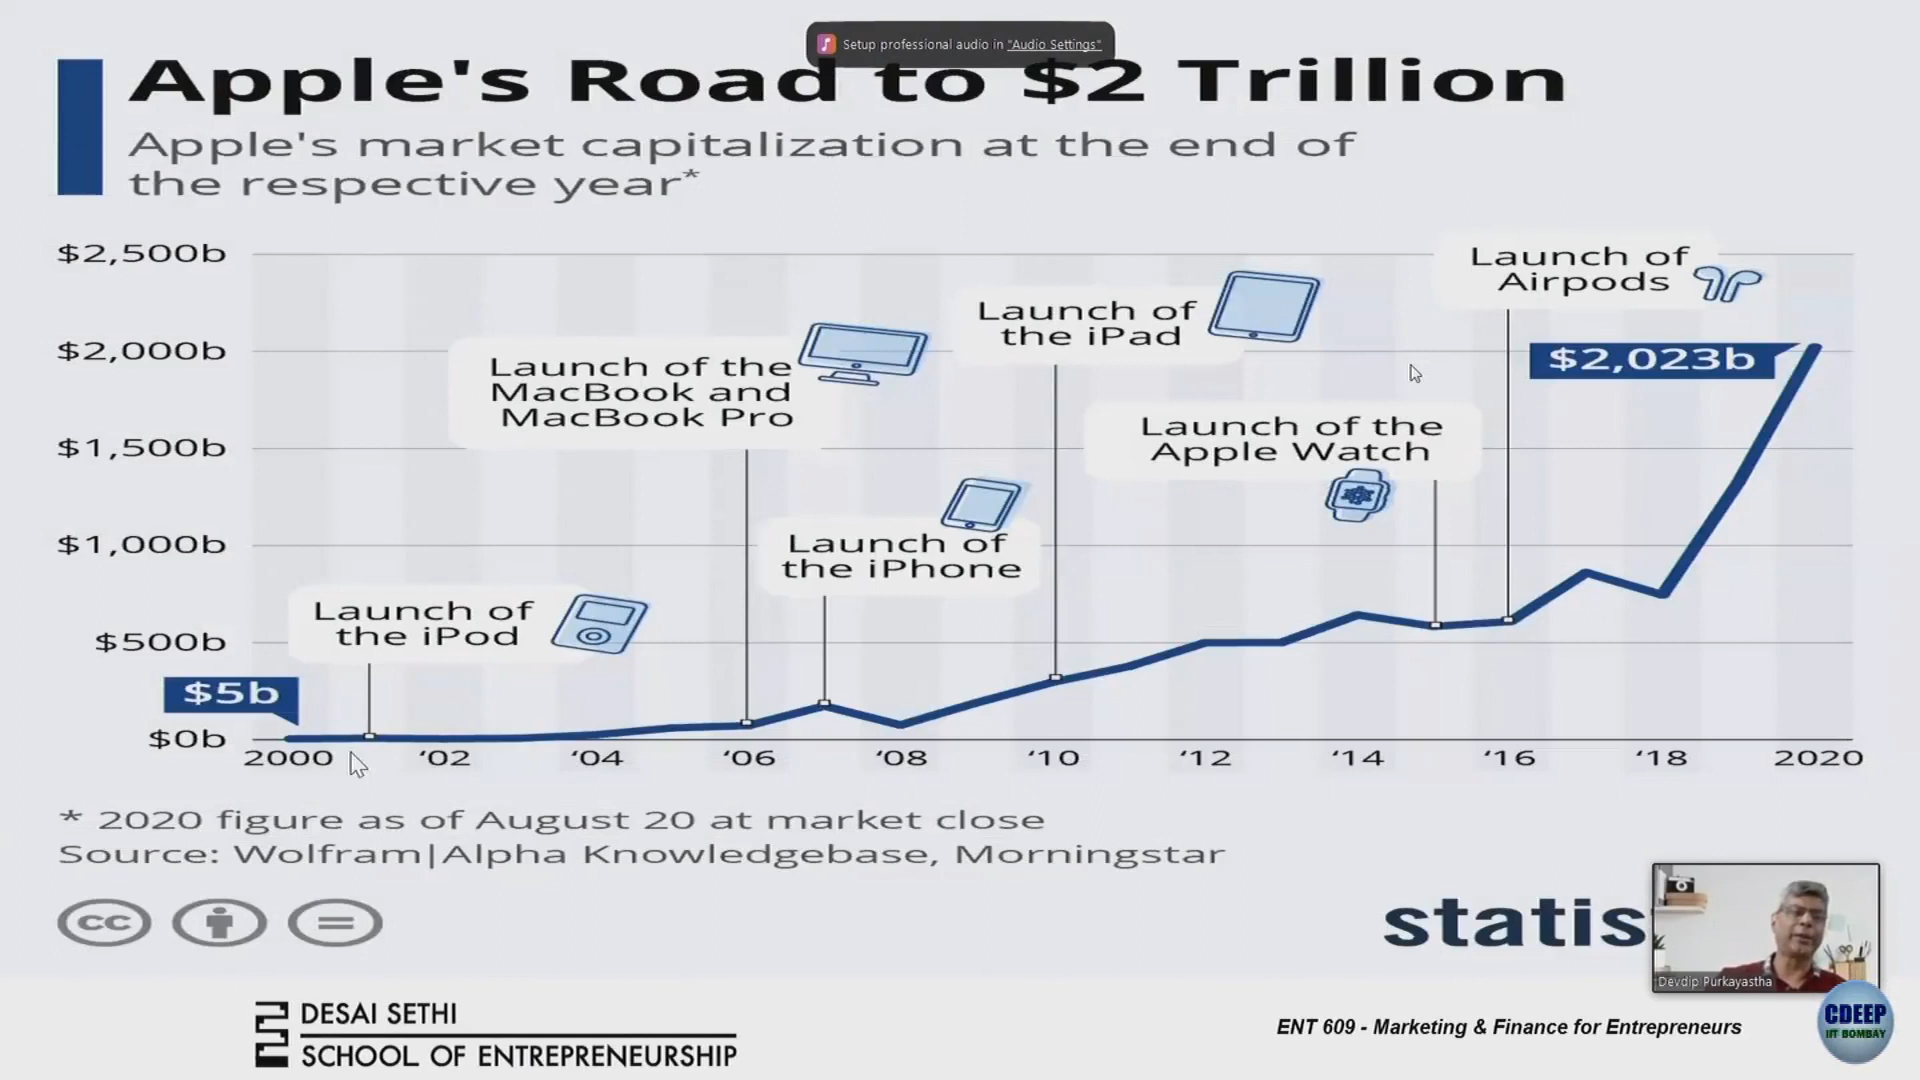 Setup professional audio in "Audio Settings"
Apple's Road to $2 Trillion
Apple's market capitalization at the end of
the respective year*
$2,500b
$2,000b
$1,500b
$1,000b
$500b
$0b
Launch of
Airpods
Launch of
the iPad
$2,023b
Launch of the
MacBook and
MacBook Pro
Launch of the
Apple Watch
Launch of
the iPhone
Launch of
the iPod
$5b
2000 '02 '04 '06 '08 '10 '12 '14 '16 '18 2020
* 2020 figure as of August 20 at market close
Source: Wolfram|Alpha Knowledgebase, Morningstar
cc
statis
Devdip Purkayastha
DESAI SETHI
SCHOOL OF ENTREPRENEURSHIP
ENT 609 - Marketing & Finance for Entrepreneurs
CDEEP
IIT BOMBAY